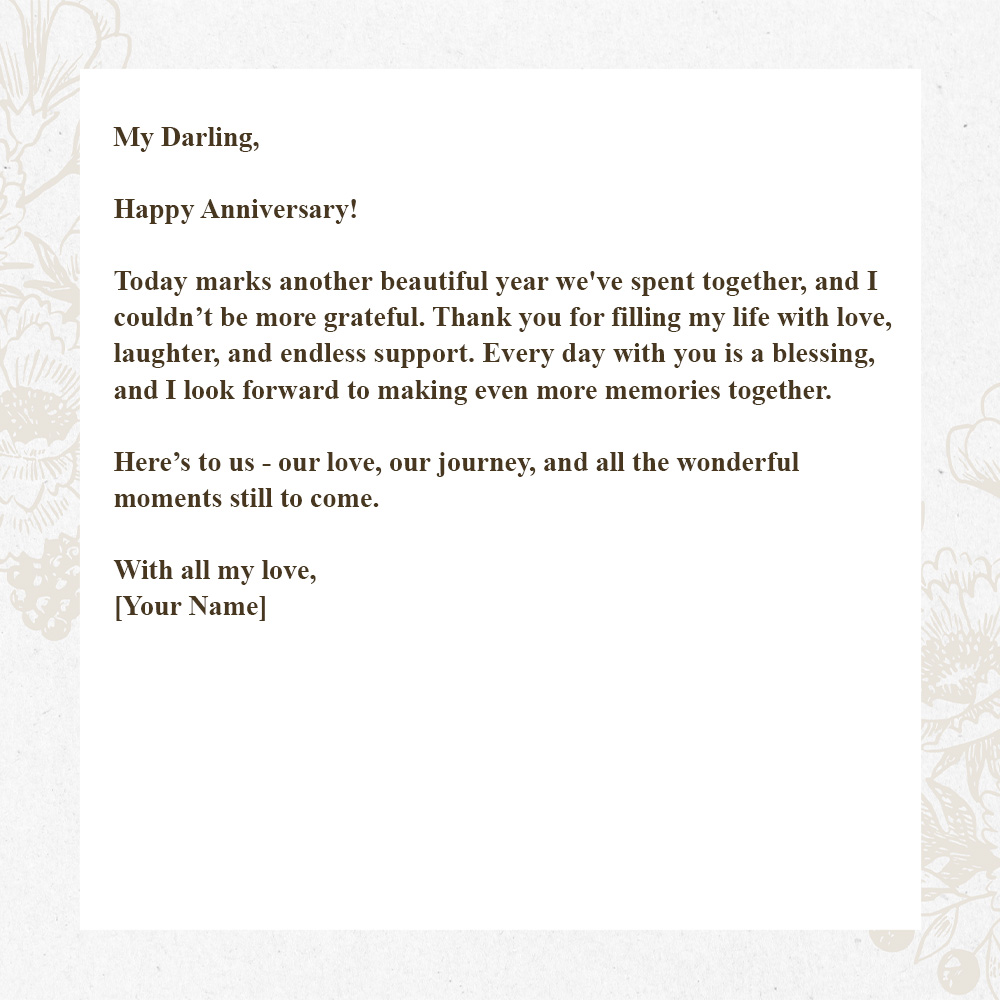 My Darling,
Happy Anniversary!
Today marks another beautiful year we've spent together, and I
couldn’t be more grateful. Thank you for filling my life with love,
laughter, and endless support. Every day with you is a blessing,
and I look forward to making even more memories together.
Here’s to us - our love, our journey, and all the wonderful
moments still to come.
With all my love,
[Your Name]